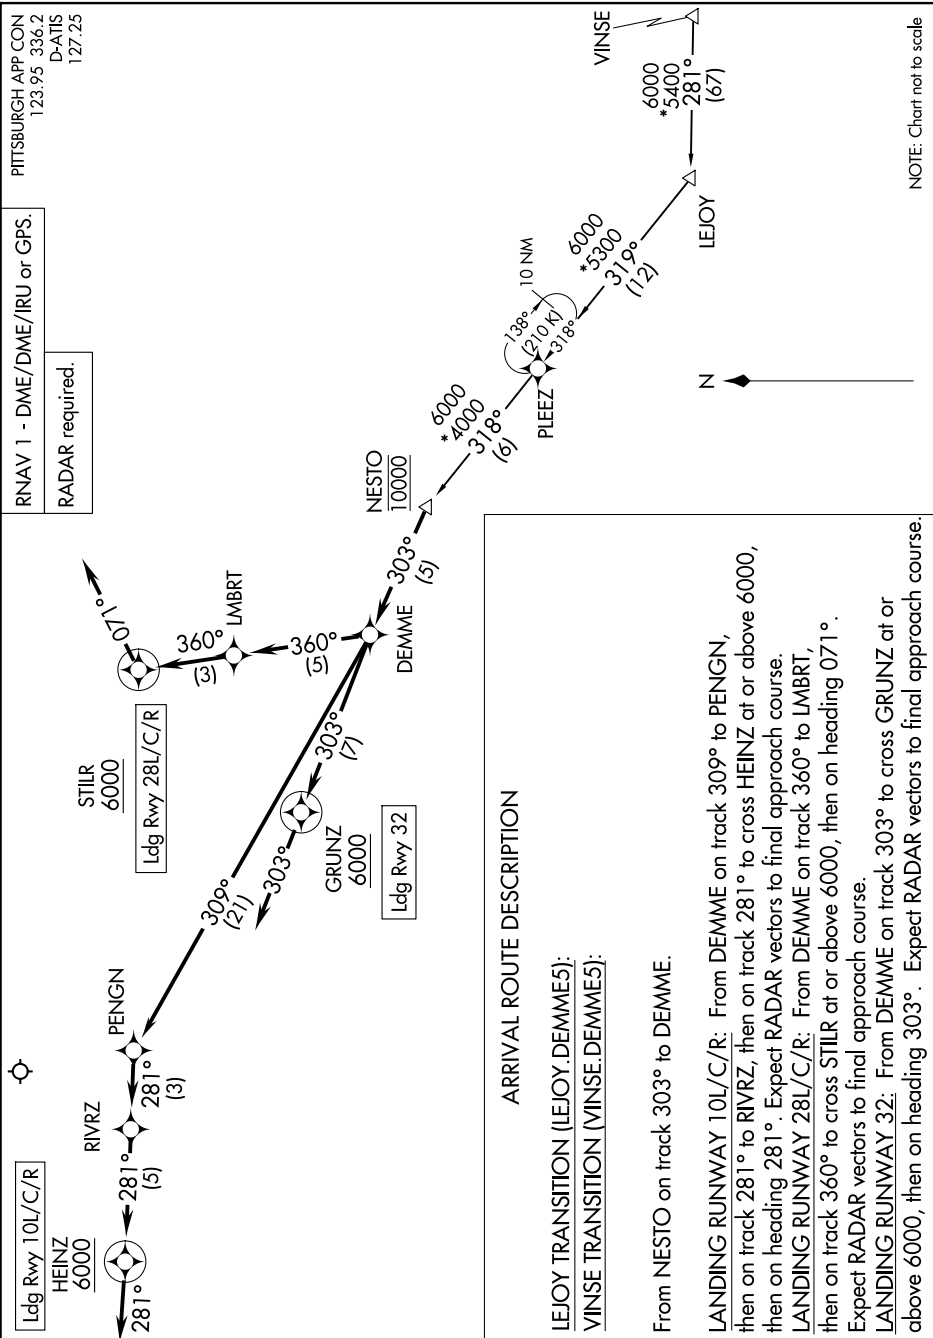 PITTSBURGH APP CON
123.95 336.2
D-ATIS
127.25
RNAV 1 - DME/DME/IRU or GPS.
RADAR required.
VINSE
6000
*5400
281°
(67)
LEJOY
6000
*5300
319°
(12)
10 NM
138°
(210 K)
318°
PLEEZ
6000
*4000
318°
(6)
NESTO
10000
303°
(5)
DEMME
360°
(5)
LMBRT
360°
(3)
071°
STILR
6000
Ldg Rwy 28L/C/R
303°
(7)
GRUNZ
6000
Ldg Rwy 32
303°
309°
(21)
PENGN
281°
(3)
RIVRZ
281°
(5)
Ldg Rwy 10L/C/R
HEINZ
6000
281°
N
NOTE: Chart not to scale
ARRIVAL ROUTE DESCRIPTION
LEJOY TRANSITION (LEJOY.DEMME5):
VINSE TRANSITION (VINSE.DEMME5):
From NESTO on track 303° to DEMME.
LANDING RUNWAY 10L/C/R: From DEMME on track 309° to PENGN,
then on track 281° to RIVRZ, then on track 281° to cross HEINZ at or above 6000,
then on heading 281°. Expect RADAR vectors to final approach course.
LANDING RUNWAY 28L/C/R: From DEMME on track 360° to LMBRT,
then on track 360° to cross STILR at or above 6000, then on heading 071°.
Expect RADAR vectors to final approach course.
LANDING RUNWAY 32: From DEMME on track 303° to cross GRUNZ at or
above 6000, then on heading 303°. Expect RADAR vectors to final approach course.